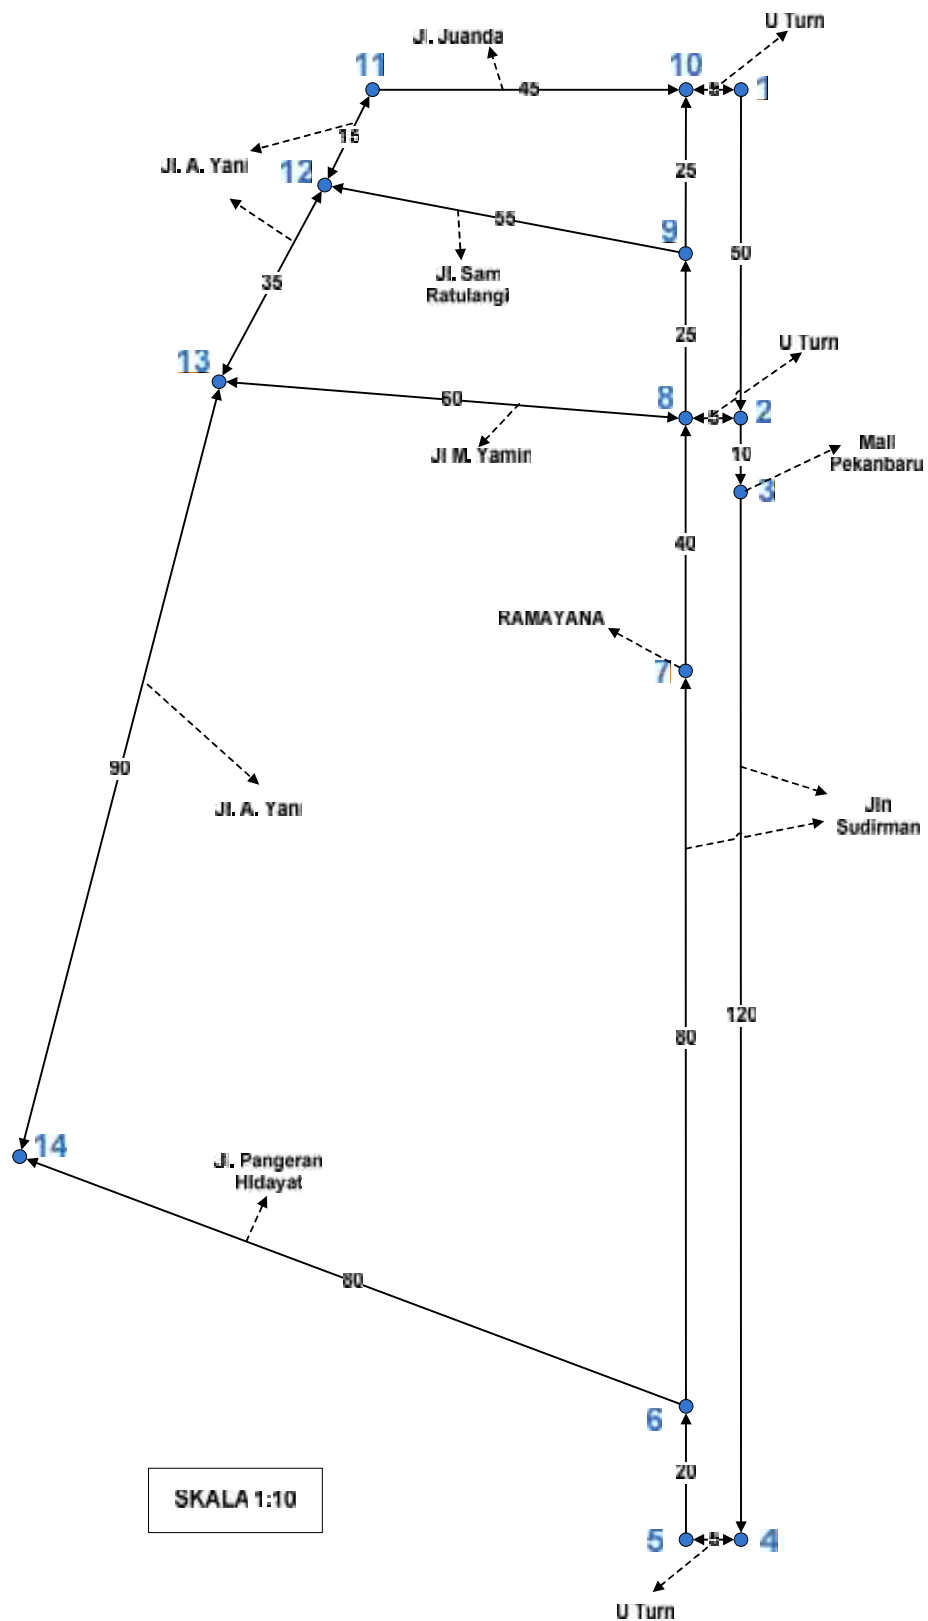 U Turn
Jl. Juanda
11
10
1
45
5
15
Jl. A. Yani
12
25
55
9
50
Jl. Sam
Ratulangi
35
25
U Turn
13
60
8
5
2
Jl M. Yamin
10
Mall
Pekanbaru
3
40
RAMAYANA
7
90
Jl. A. Yani
Jln
Sudirman
120
80
14
Jl. Pangeran
Hidayat
80
6
20
SKALA 1:10
5
5
4
U Turn